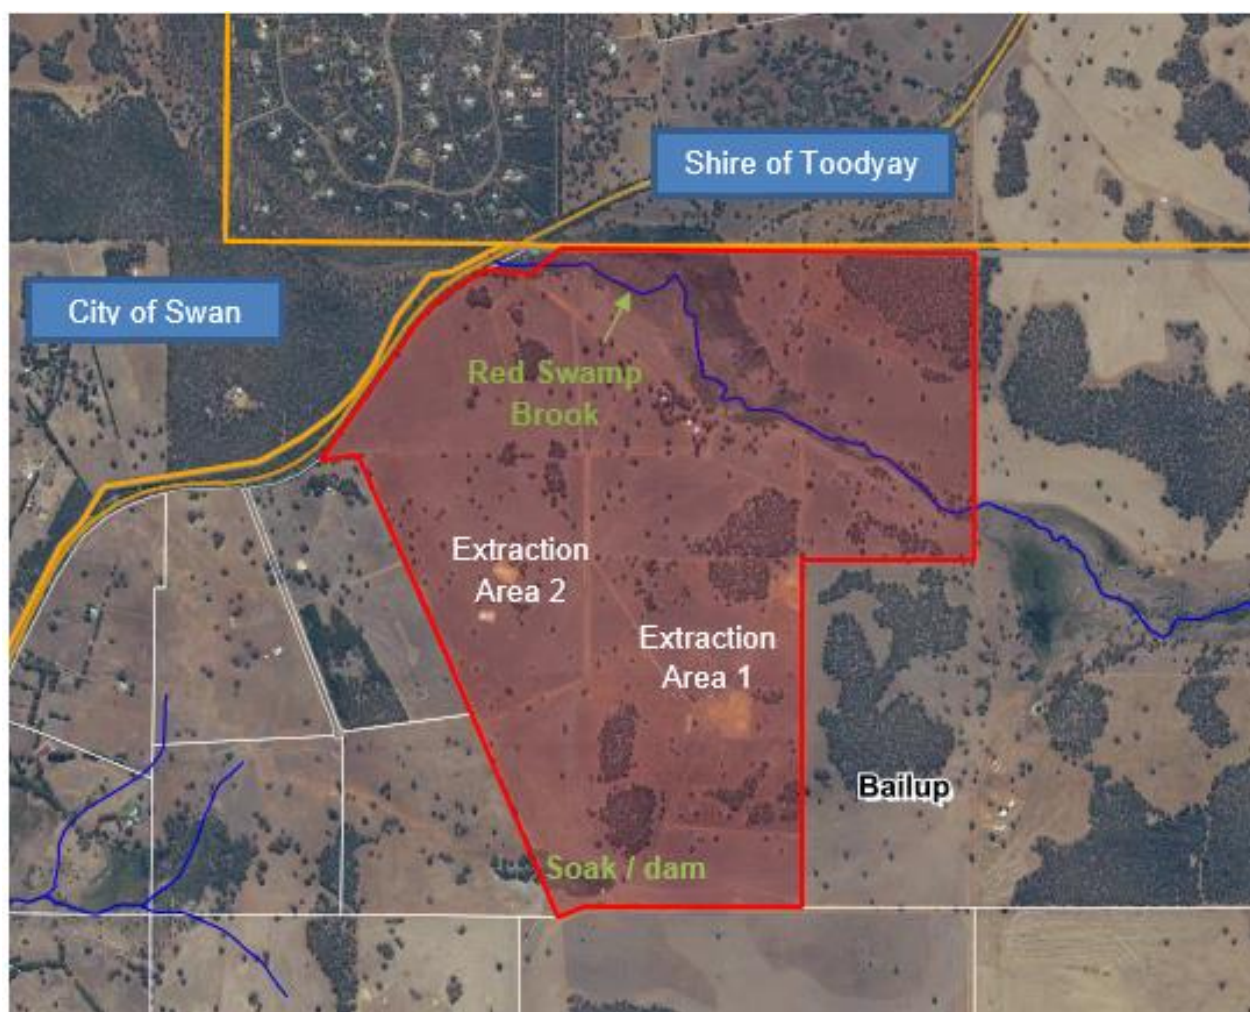 Shire of Toodyay
City of Swan
Red Swamp
Brook
Extraction
Area 2
Extraction
Area 1
Bailup
Soak / dam